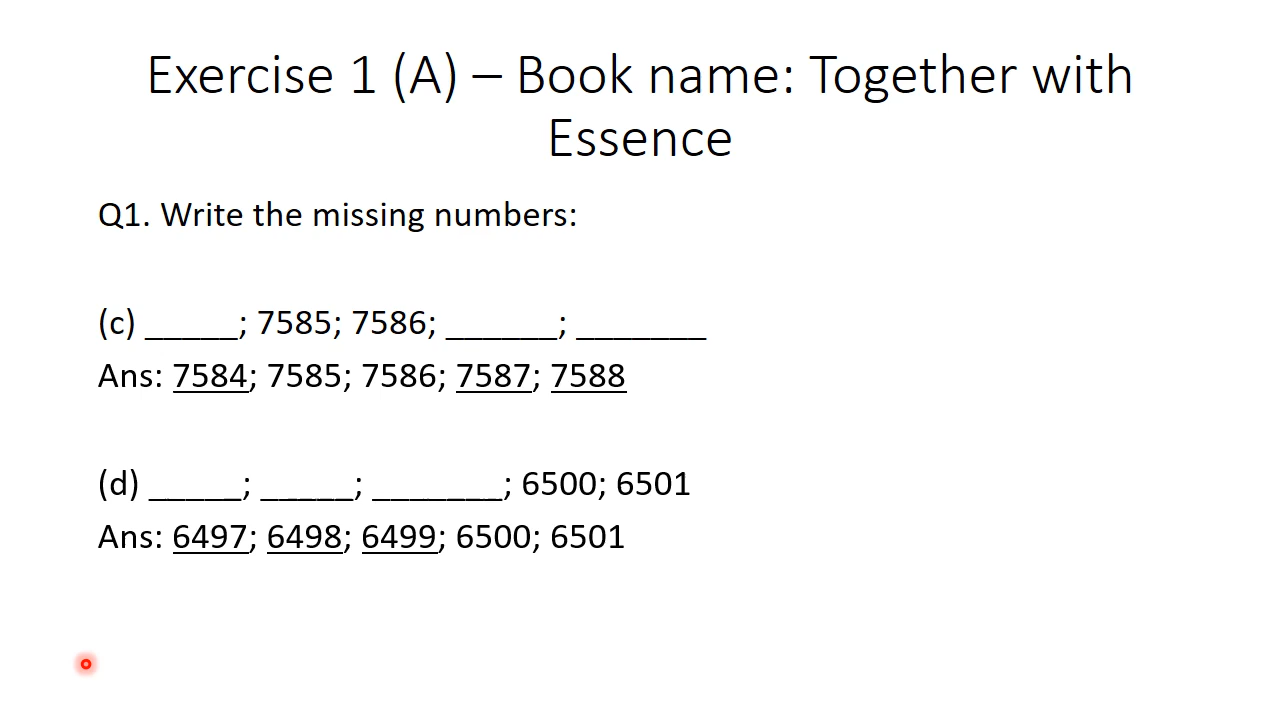 Exercise 1 (A) – Book name: Together with
Essence
Q1. Write the missing numbers:
(c) _____; 7585; 7586; ______; _______
Ans: 7584; 7585; 7586; 7587; 7588
(d) _____; _____; _______; 6500; 6501
Ans: 6497; 6498; 6499; 6500; 6501